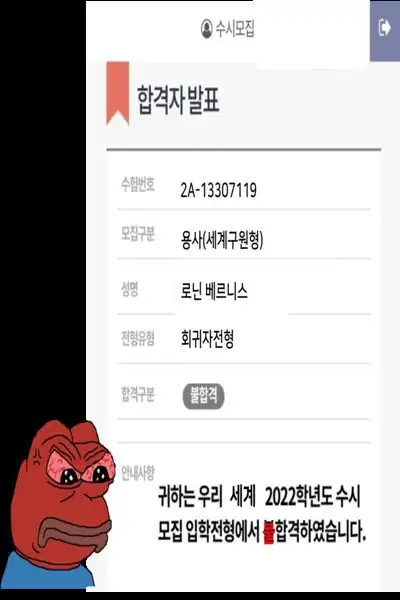 수시모집
합격자 발표
수험번호 2A-13307119
모집구분 용사(세계구원형)
성명 로닌 베르니스
전형유형 회귀자전형
합격구분 불합격
안내사항
귀하는 우리 세계 2022학년도 수시
모집 입학전형에서 불합격하였습니다.